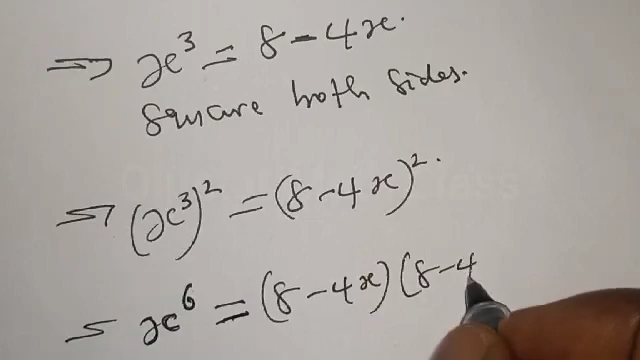 ⇒ x³ = 8 - 4x.
Square both sides.
⇒ (x³)² = (8 - 4x)².
⇒ x⁶ = (8 - 4x)(8 - 4